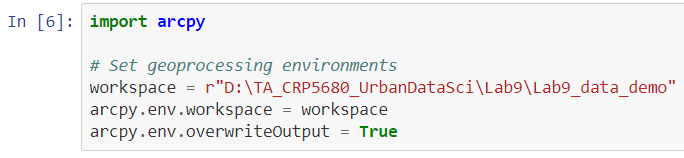 In [6]: import arcpy
# Set geoprocessing environments
workspace = r"D:\TA_CRP5680_UrbanDataSci\Lab9\Lab9_data_demo"
arcpy.env.workspace = workspace
arcpy.env.overwriteOutput = True